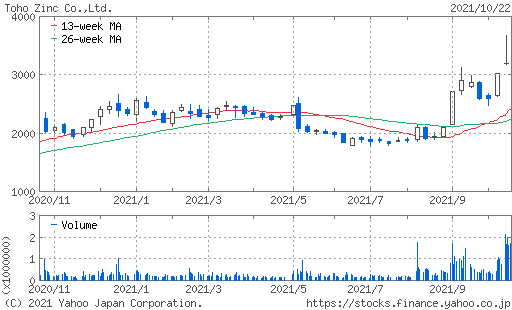 Toho Zinc Co.,Ltd. 2021/10/22
4000
13-week MA
26-week MA
3000
2000
1000
2020/11 2021/1 2021/3 2021/5 2021/7 2021/9
3
Volume
2
1
0
(x1000000)
2020/11 2021/1 2021/3 2021/5 2021/7 2021/9
(C) 2021 Yahoo Japan Corporation. https://stocks.finance.yahoo.co.jp